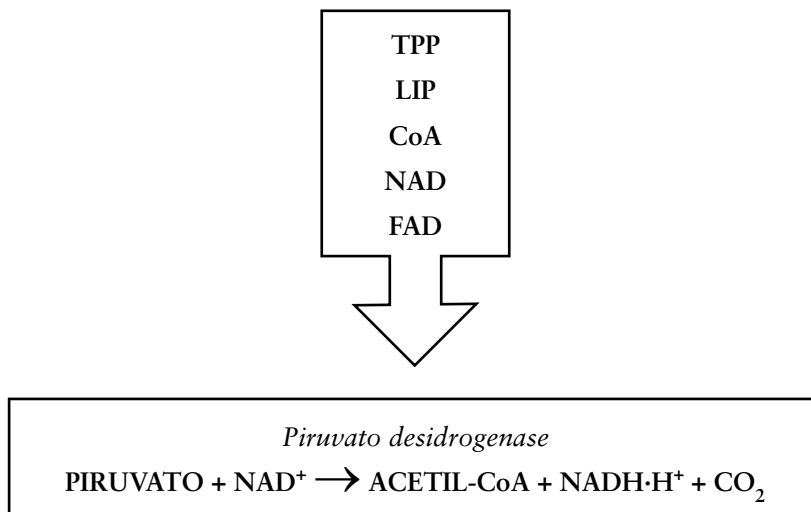 TPP
LIP
CoA
NAD
FAD
Piruvato desidrogenase
PIRUVATO + NAD⁺ → ACETIL-CoA + NADH·H⁺ + CO₂